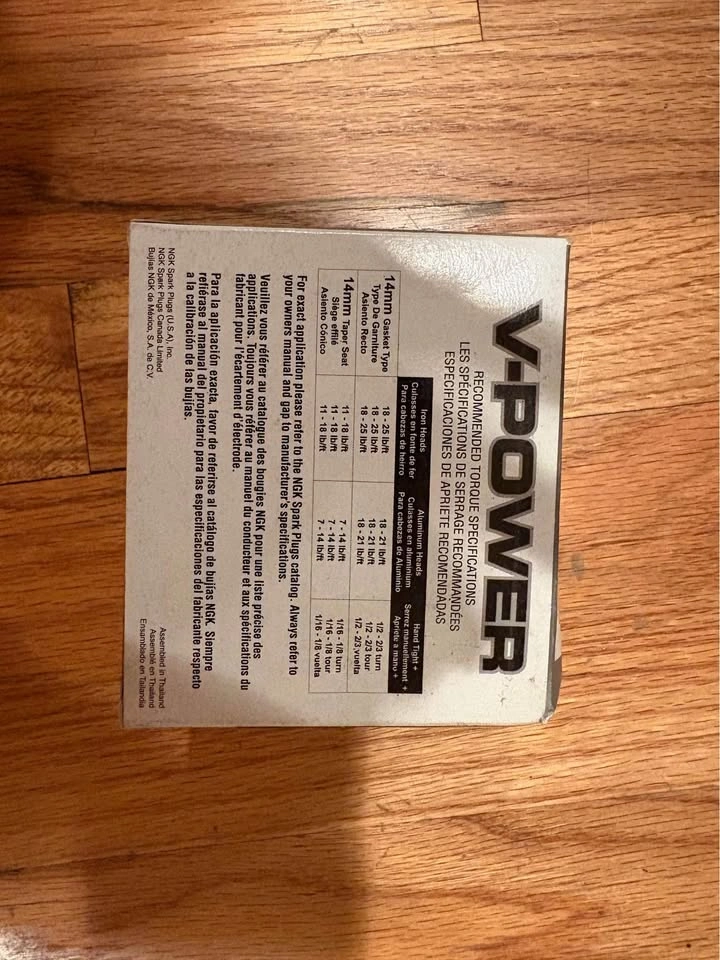 V-POWER
RECOMMENDED TORQUE SPECIFICATIONS
LES SPÉCIFICATIONS DE SERRAGE RECOMMANDÉES
ESPECIFICACIONES DE APRIETE RECOMENDADAS
Iron Heads Aluminum Heads Hand Tight +
Culasses en fonte de fer Culasses en aluminium Serrez manuellement +
Para cabezas de heirro Para cabezas de Aluminio Apriete a mano +
14mm Gasket Type 18 - 25 lb/ft 18 - 21 lb/ft 1/2 - 2/3 turn
Type De Garniture 18 - 25 lb/ft 18 - 21 lb/ft 1/2 - 2/3 tour
Asiento Recto 18 - 25 lb/ft 18 - 21 lb/ft 1/2 - 2/3 vuelta
14mm Taper Seat 11 - 18 lb/ft 7 - 14 lb/ft 1/16 - 1/8 turn
Siège effilé 11 - 18 lb/ft 7 - 14 lb/ft 1/16 - 1/8 tour
Asiento Cónico 11 - 18 lb/ft 7 - 14 lb/ft 1/16 - 1/8 vuelta
For exact application please refer to the NGK Spark Plugs catalog. Always refer to
your owners manual and gap to manufacturer's specifications.
Veuillez vous référer au catalogue des bougies NGK pour une liste précise des
applications. Toujours vous référer au manuel du conducteur et aux spécifications du
fabricant pour l'écartement d'électrode.
Para la aplicación exacta, favor de referirse al catálogo de bujías NGK. Siempre
refiérase al manual del propietario para las especificaciones del fabricante respecto
a la calibración de las bujías.
NGK Spark Plugs (U.S.A), Inc.
NGK Spark Plugs Canada Limited
Bujías NGK de México, S.A. de C.V.
Assembled in Thailand
Assemblé en Thaïland
Ensamblado en Tailandia